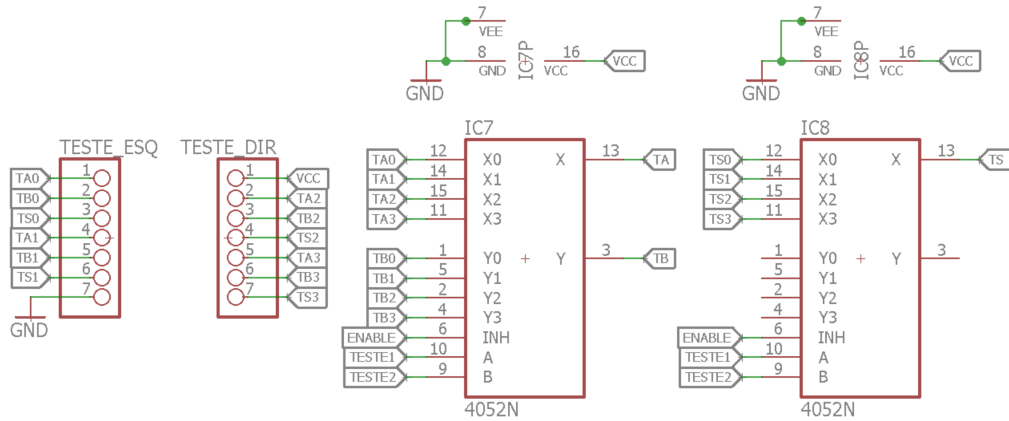 7
VEE
8
GND
IC7P
16
VCC
VCC
GND
7
VEE
8
GND
IC8P
16
VCC
VCC
GND
TESTE_ESQ
TA0 1
TB0 2
TS0 3
TA1 4
TB1 5
TS1 6
7
GND
TESTE_DIR
1 VCC
2 TA2
3 TB2
4 TS2
5 TA3
6 TB3
7 TS3
IC7
TA0 12 X0 X 13 TA
TA1 14 X1
TA2 15 X2
TA3 11 X3
TB0 1 Y0 Y 3 TB
TB1 5 Y1
TB2 2 Y2
TB3 4 Y3
ENABLE 6 INH
TESTE1 10 A
TESTE2 9 B
4052N
IC8
TS0 12 X0 X 13 TS
TS1 14 X1
TS2 15 X2
TS3 11 X3
1 Y0 Y 3
5 Y1
2 Y2
4 Y3
ENABLE 6 INH
TESTE1 10 A
TESTE2 9 B
4052N